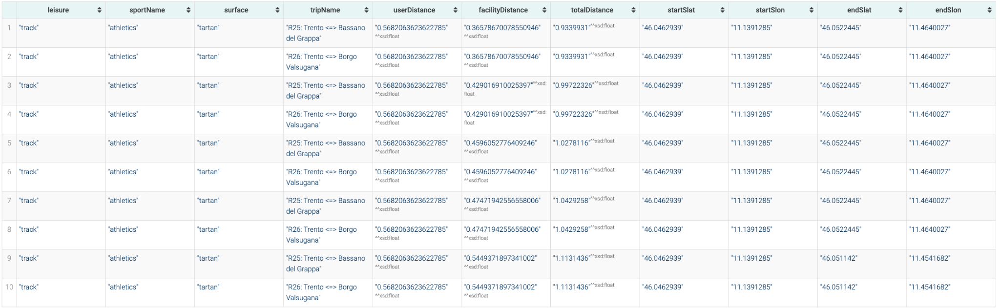 leisure sportName surface tripName userDistance facilityDistance totalDistance startSlat startSlon endSlat endSlon
1 "track" "athletics" "tartan" "R25: Trento <=> Bassano "0.5682063623622785" "0.36578670078550946" "0.9339931"^^xsd:float "46.0462939" "11.1391285" "46.0522445" "11.4640027"
del Grappa" ^^xsd:float ^^xsd:float
2 "track" "athletics" "tartan" "R26: Trento <=> Borgo "0.5682063623622785" "0.36578670078550946" "0.9339931"^^xsd:float "46.0462939" "11.1391285" "46.0522445" "11.4640027"
Valsugana" ^^xsd:float ^^xsd:float
3 "track" "athletics" "tartan" "R25: Trento <=> Bassano "0.5682063623622785" "0.429016910025397"^^xsd: "0.99722326"^^xsd:float "46.0462939" "11.1391285" "46.0522445" "11.4640027"
del Grappa" ^^xsd:float float
4 "track" "athletics" "tartan" "R26: Trento <=> Borgo "0.5682063623622785" "0.429016910025397"^^xsd: "0.99722326"^^xsd:float "46.0462939" "11.1391285" "46.0522445" "11.4640027"
Valsugana" ^^xsd:float float
5 "track" "athletics" "tartan" "R25: Trento <=> Bassano "0.5682063623622785" "0.4596052776409246" "1.0278116"^^xsd:float "46.0462939" "11.1391285" "46.0522445" "11.4640027"
del Grappa" ^^xsd:float ^^xsd:float
6 "track" "athletics" "tartan" "R26: Trento <=> Borgo "0.5682063623622785" "0.4596052776409246" "1.0278116"^^xsd:float "46.0462939" "11.1391285" "46.0522445" "11.4640027"
Valsugana" ^^xsd:float ^^xsd:float
7 "track" "athletics" "tartan" "R25: Trento <=> Bassano "0.5682063623622785" "0.47471942556558006" "1.0429258"^^xsd:float "46.0462939" "11.1391285" "46.0522445" "11.4640027"
del Grappa" ^^xsd:float ^^xsd:float
8 "track" "athletics" "tartan" "R26: Trento <=> Borgo "0.5682063623622785" "0.47471942556558006" "1.0429258"^^xsd:float "46.0462939" "11.1391285" "46.0522445" "11.4640027"
Valsugana" ^^xsd:float ^^xsd:float
9 "track" "athletics" "tartan" "R25: Trento <=> Bassano "0.5682063623622785" "0.5449371897341002" "1.1131436"^^xsd:float "46.0462939" "11.1391285" "46.051142" "11.4541682"
del Grappa" ^^xsd:float ^^xsd:float
10 "track" "athletics" "tartan" "R26: Trento <=> Borgo "0.5682063623622785" "0.5449371897341002" "1.1131436"^^xsd:float "46.0462939" "11.1391285" "46.051142" "11.4541682"
Valsugana" ^^xsd:float ^^xsd:float